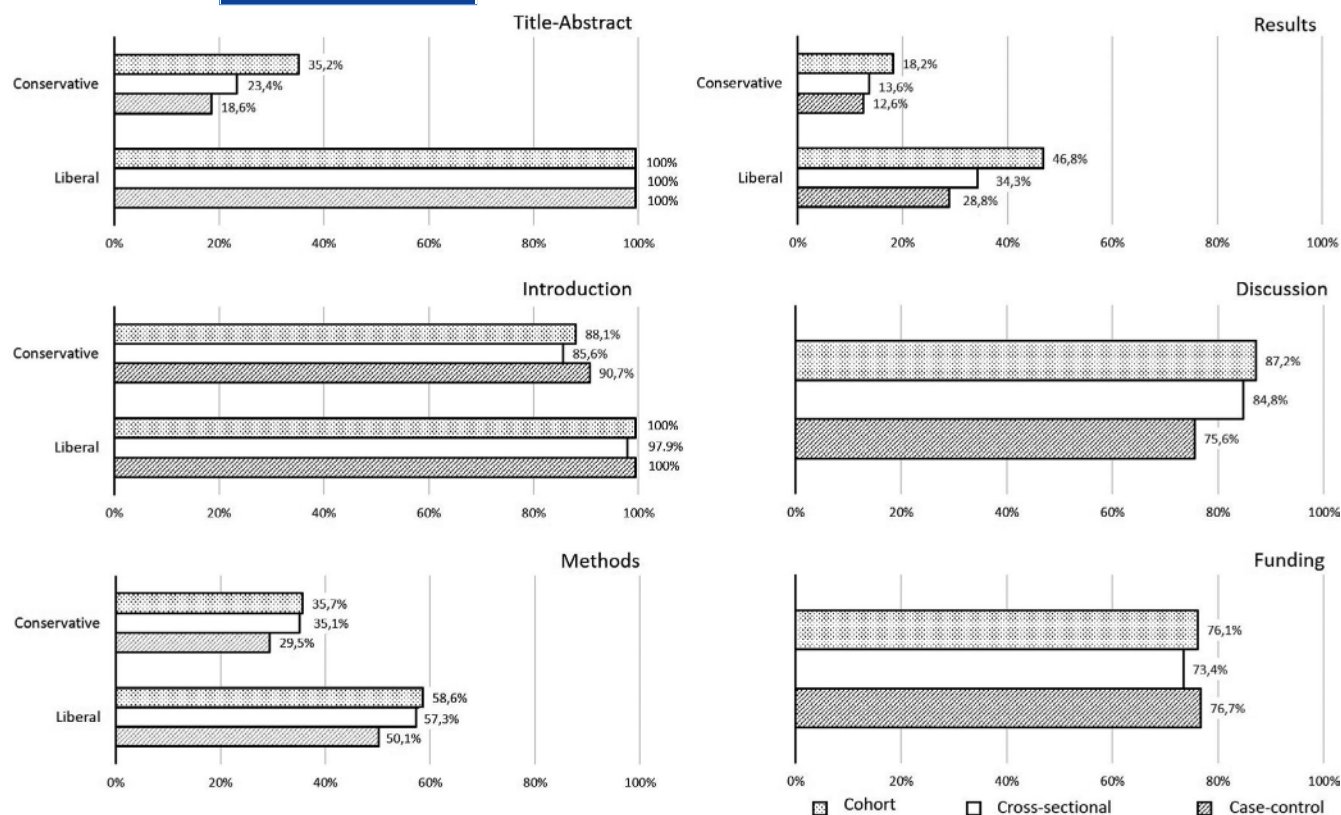 Title-Abstract
Conservative
35,2%
23,4%
18,6%
Liberal
100%
100%
100%
0% 20% 40% 60% 80% 100%
Results
Conservative
18,2%
13,6%
12,6%
Liberal
46,8%
34,3%
28,8%
0% 20% 40% 60% 80% 100%
Introduction
Conservative
88,1%
85,6%
90,7%
Liberal
100%
97.9%
100%
0% 20% 40% 60% 80% 100%
Discussion
87,2%
84,8%
75,6%
0% 20% 40% 60% 80% 100%
Methods
Conservative
35,7%
35,1%
29,5%
Liberal
58,6%
57,3%
50,1%
0% 20% 40% 60% 80% 100%
Funding
76,1%
73,4%
76,7%
0% 20% 40% 60% 80% 100%
Cohort Cross-sectional Case-control